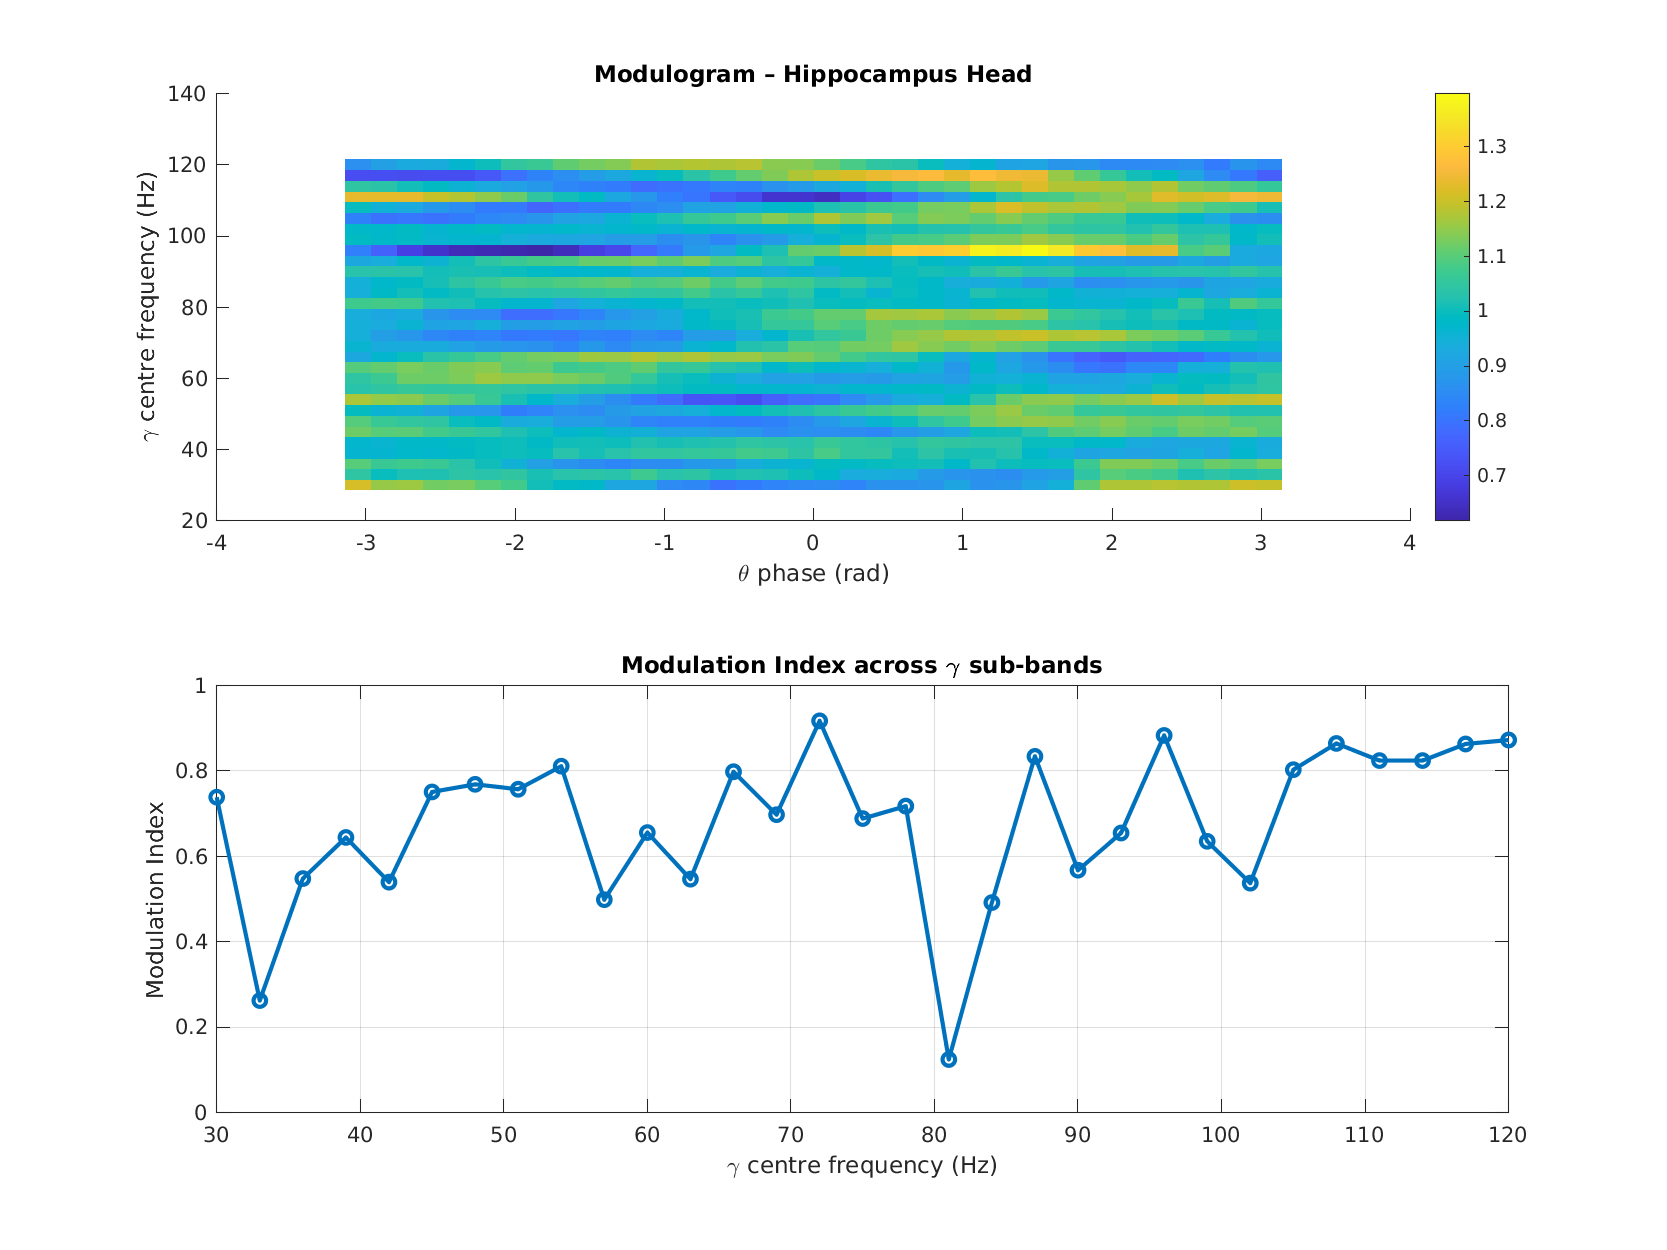 Modulogram – Hippocampus Head
140
120
100
80
60
40
20
γ centre frequency (Hz)
-4 -3 -2 -1 0 1 2 3 4
θ phase (rad)
1.3
1.2
1.1
1
0.9
0.8
0.7
Modulation Index across γ sub-bands
1
0.8
0.6
0.4
0.2
0
Modulation Index
30 40 50 60 70 80 90 100 110 120
γ centre frequency (Hz)